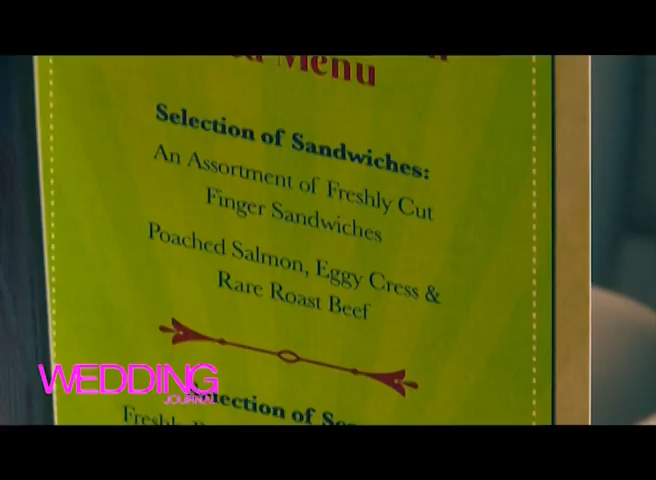 Menu
Selection of Sandwiches:
An Assortment of Freshly Cut
Finger Sandwiches
Poached Salmon, Eggy Cress &
Rare Roast Beef
WEDDING
JOURNAL
of